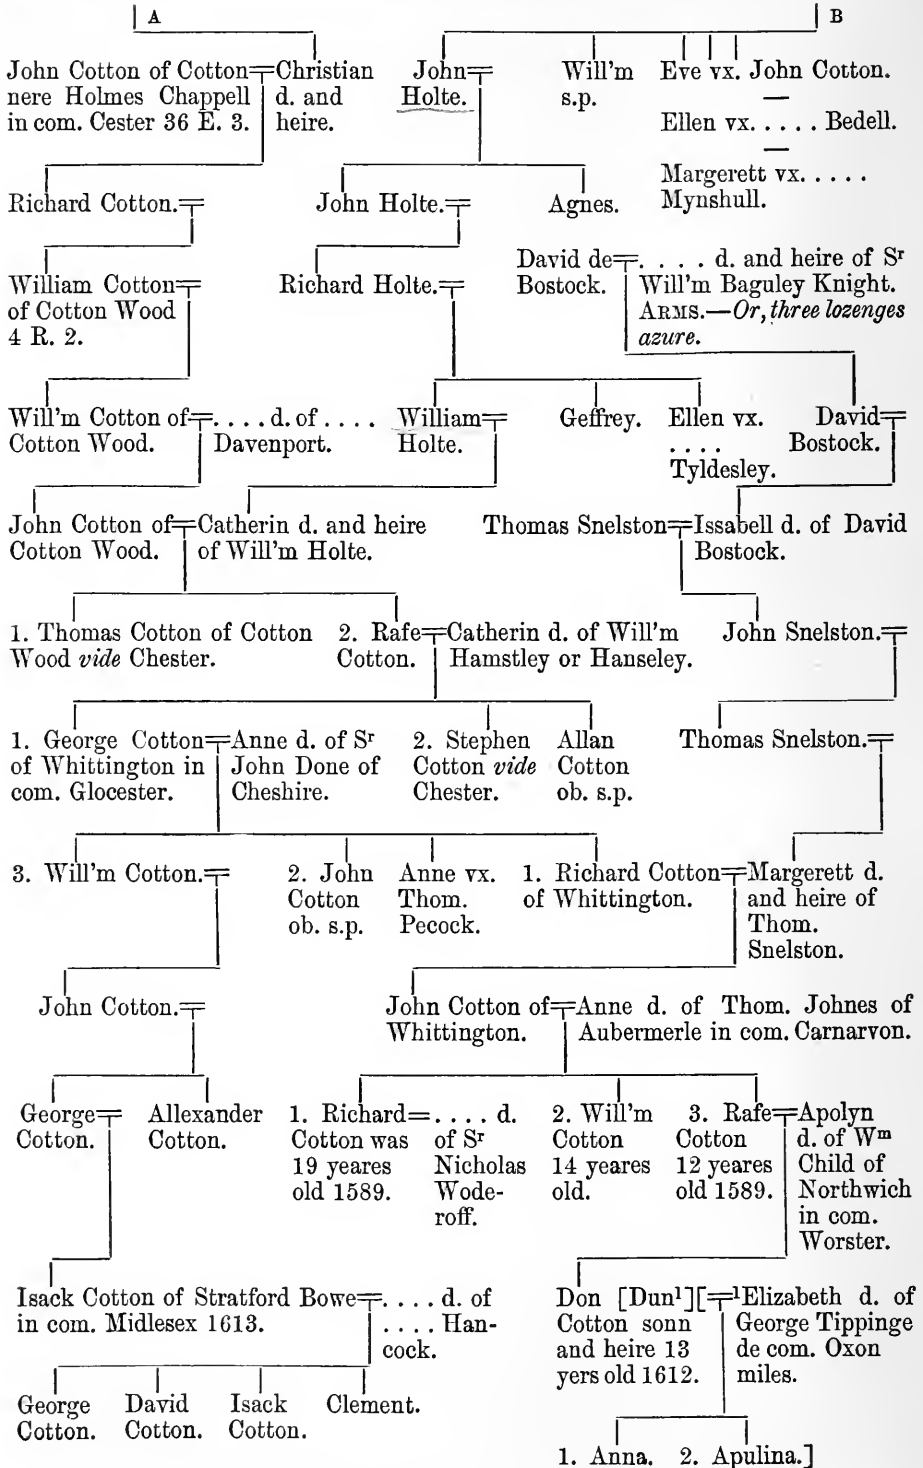 A
B
John Cotton of Cotton nere Holmes Chappell in com. Cester 36 E. 3.
Christian d. and heire.
John Holte.
Will'm s.p.
Eve vx. John Cotton.
—
Ellen vx. . . . . Bedell.
—
Margerett vx. . . . . Mynshull.
Richard Cotton.
John Holte.
Agnes.
William Cotton of Cotton Wood 4 R. 2.
Richard Holte.
David de Bostock.
. . . . d. and heire of Sr Will'm Baguley Knight. ARMS.—Or, three lozenges azure.
Will'm Cotton of Cotton Wood.
. . . . d. of . . . . Davenport.
William Holte.
Geffrey.
Ellen vx. . . . . Tyldesley.
David Bostock.
John Cotton of Cotton Wood.
Catherin d. and heire of Will'm Holte.
Thomas Snelston
Issabell d. of David Bostock.
1. Thomas Cotton of Cotton Wood vide Chester.
2. Rafe Cotton.
Catherin d. of Will'm Hamstley or Hanseley.
John Snelston.
1. George Cotton of Whittington in com. Glocester.
Anne d. of Sr John Done of Cheshire.
2. Stephen Cotton vide Chester.
Allan Cotton ob. s.p.
Thomas Snelston.
3. Will'm Cotton.
2. John Cotton ob. s.p.
Anne vx. Thom. Pecock.
1. Richard Cotton of Whittington.
Margerett d. and heire of Thom. Snelston.
John Cotton.
John Cotton of Whittington.
Anne d. of Thom. Johnes of Aubermerle in com. Carnarvon.
George Cotton.
Allexander Cotton.
1. Richard Cotton was 19 yeares old 1589.
= . . . . d. of Sr Nicholas Wode-roff.
2. Will'm Cotton 14 yeares old.
3. Rafe Cotton 12 yeares old 1589.
Apolyn d. of Wm Child of Northwich in com. Worster.
Isack Cotton of Stratford Bowe in com. Midlesex 1613.
. . . . d. of . . . . Han-cock.
Don [Dun1] Cotton sonn and heire 13 yers old 1612.
[1Elizabeth d. of George Tippinge de com. Oxon miles.
George Cotton.
David Cotton.
Isack Cotton.
Clement.
1. Anna.
2. Apulina.]